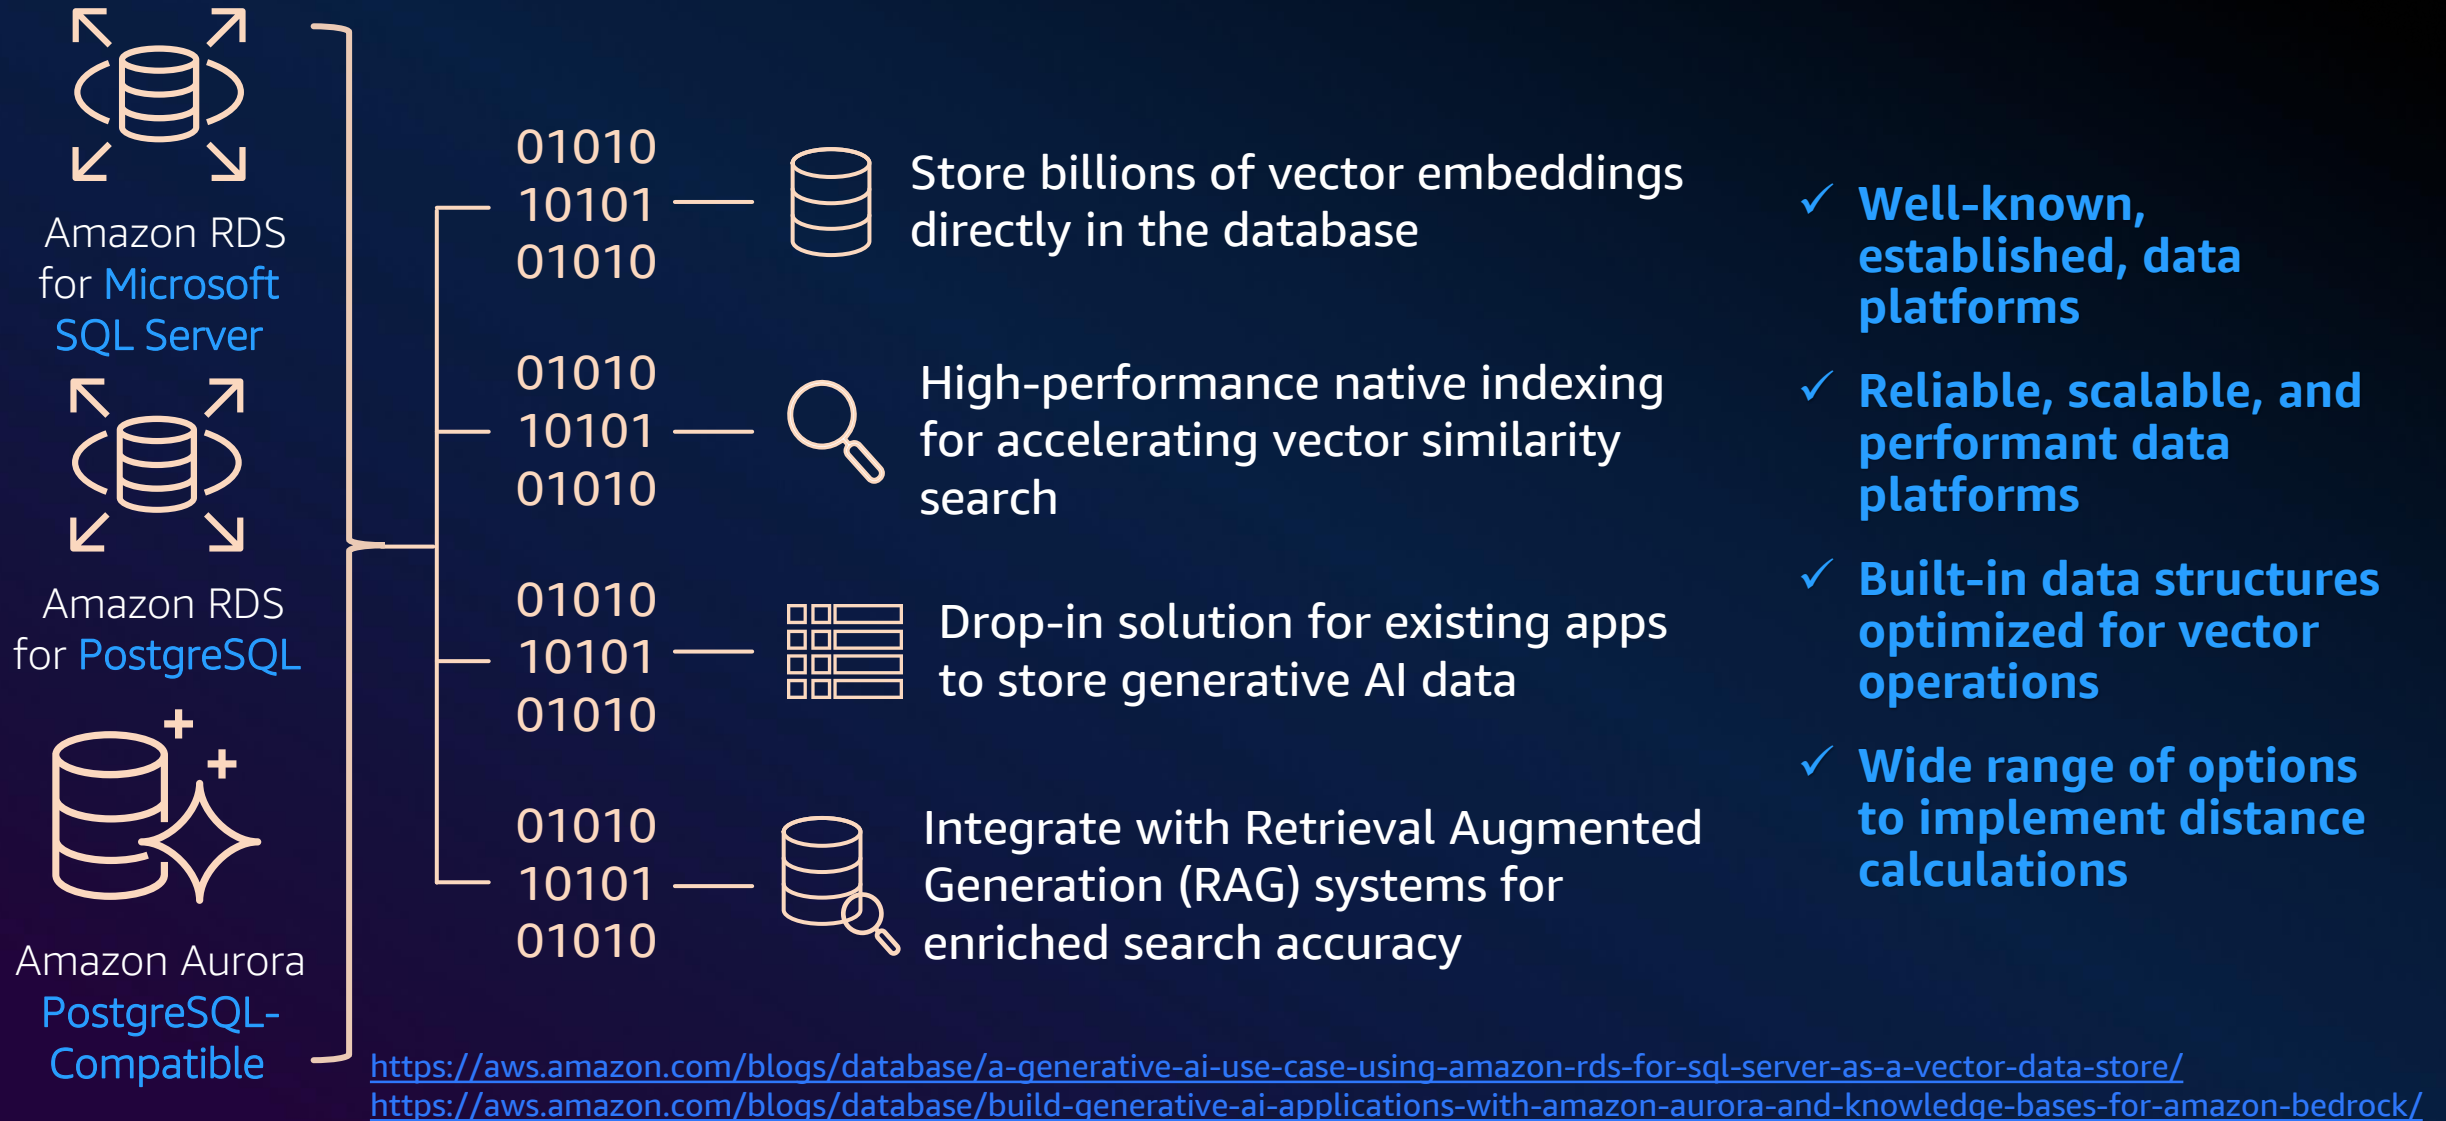 Amazon RDS
for Microsoft
SQL Server
Amazon RDS
for PostgreSQL
Amazon Aurora
PostgreSQL-
Compatible
01010
10101
01010
Store billions of vector embeddings
directly in the database
01010
10101
01010
High-performance native indexing
for accelerating vector similarity
search
01010
10101
01010
Drop-in solution for existing apps
to store generative AI data
01010
10101
01010
Integrate with Retrieval Augmented
Generation (RAG) systems for
enriched search accuracy
✓ Well-known,
established, data
platforms
✓ Reliable, scalable, and
performant data
platforms
✓ Built-in data structures
optimized for vector
operations
✓ Wide range of options
to implement distance
calculations
https://aws.amazon.com/blogs/database/a-generative-ai-use-case-using-amazon-rds-for-sql-server-as-a-vector-data-store/
https://aws.amazon.com/blogs/database/build-generative-ai-applications-with-amazon-aurora-and-knowledge-bases-for-amazon-bedrock/